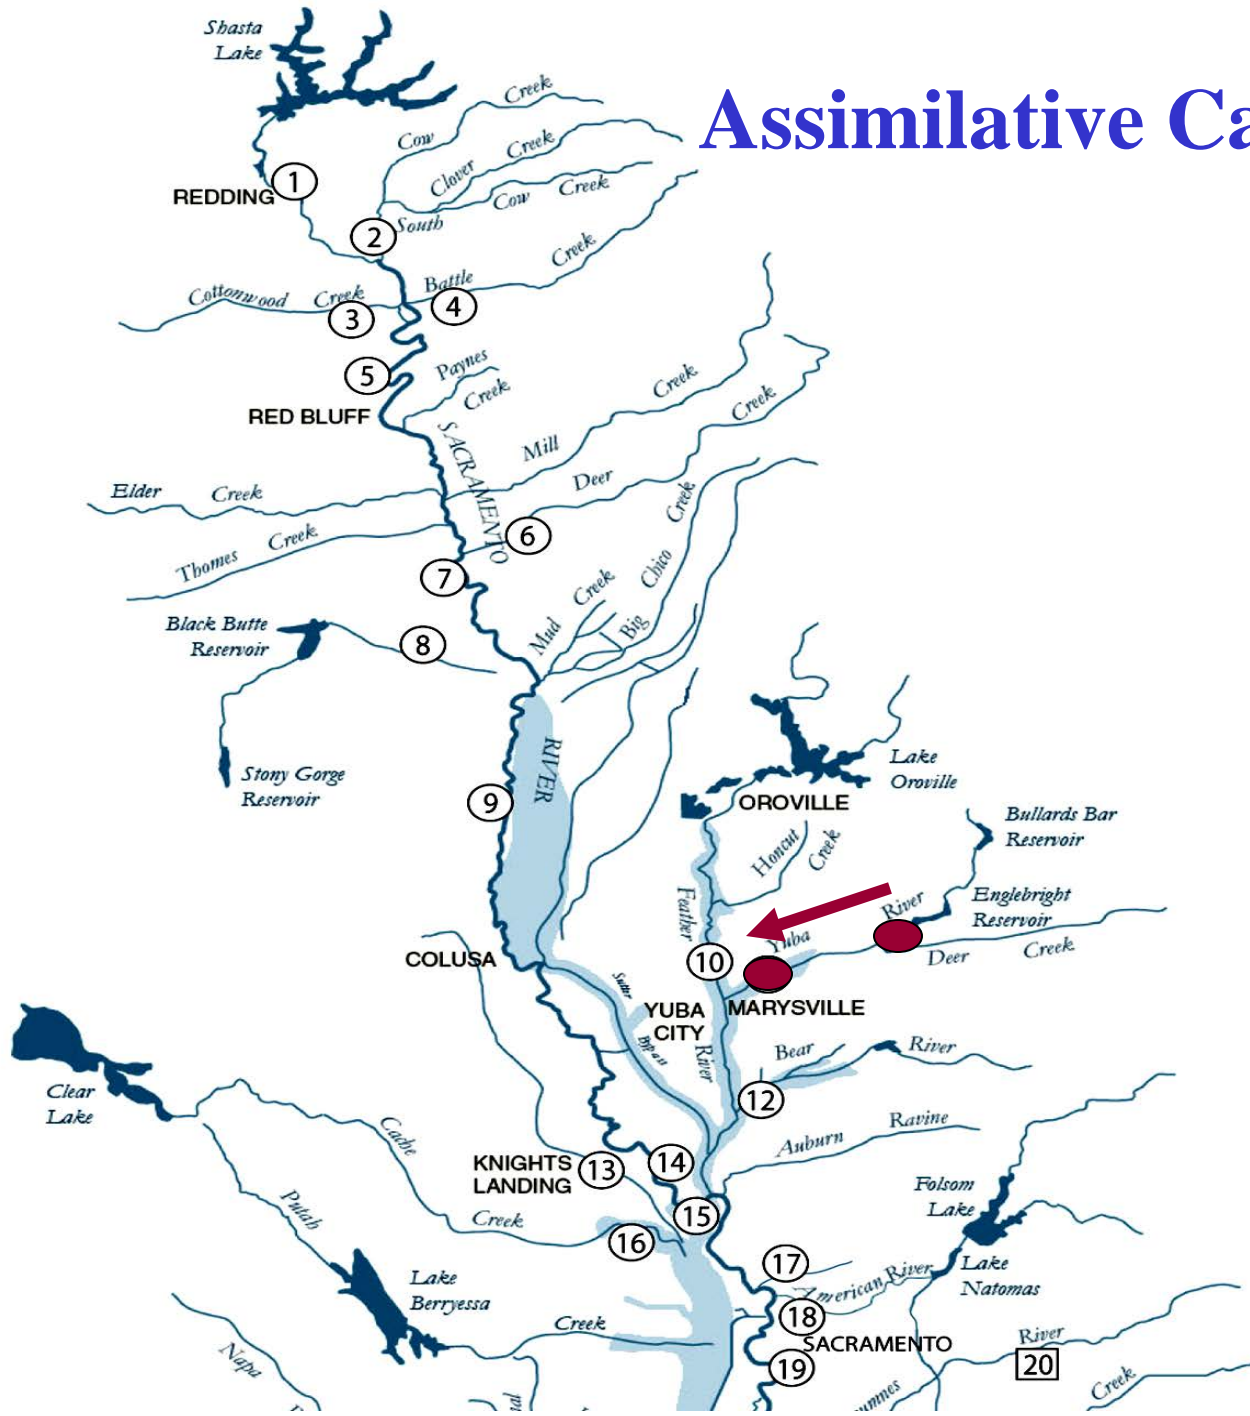 Assimilative Ca
Shasta
Lake
Creek
Cow
Creek
Clover
Creek
Cow
South
REDDING
1
2
Creek
Battle
4
Cottonwood Creek
3
5
Paynes
Creek
RED BLUFF
SACRAMENTO
Creek
Mill
Creek
Deer
Elder Creek
Thomes Creek
6
7
Creek
Chico
Big
Creek
Mud
Black Butte
Reservoir
8
Stony Gorge
Reservoir
RIVER
9
Lake
Oroville
OROVILLE
Honcut
Creek
Bullards Bar
Reservoir
Englebright
Reservoir
Feather
River
Yuba
Deer Creek
10
COLUSA
Sutter
Bypass
YUBA
CITY
MARYSVILLE
River
Bear River
12
Clear
Lake
Cache
Auburn Ravine
KNIGHTS
LANDING
13
14
15
Creek
16
Putah
Folsom
Lake
Lake
Natomas
17
American River
18
Lake
Berryessa
Creek
SACRAMENTO
19
River
20
Napa
umnes
Creek